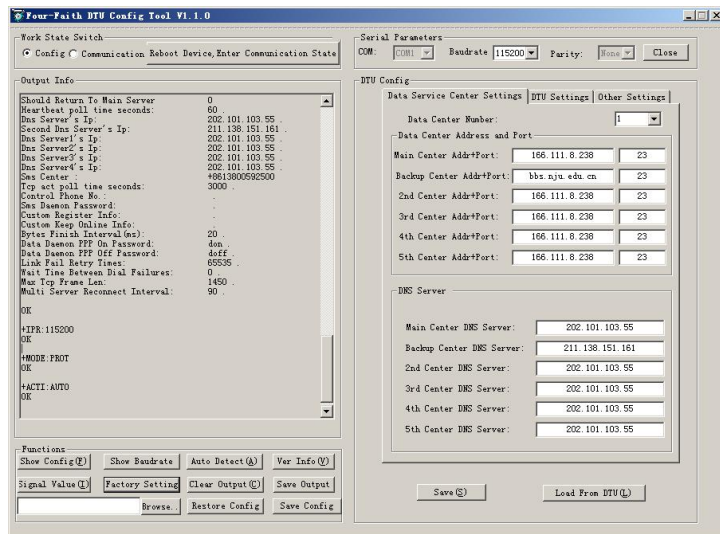 Four-Faith DTU Config Tool V1.1.0
Work State Switch
Config
Communication
Reboot Device,Enter Communication State
Serial Parameters
COM: COM1
Baudrate 115200
Parity: None
Close
Output Info
Should Return To Main Server 0
Heartbeat poll time seconds: 60 .
Dns Server's Ip: 202.101.103.55 .
Second Dns Server's Ip: 211.138.151.161 .
Dns Server1's Ip: 202.101.103.55 .
Dns Server2's Ip: 202.101.103.55 .
Dns Server3's Ip: 202.101.103.55 .
Dns Server4's Ip: 202.101.103.55 .
Sms Center : +8613800592500
Tcp act poll time seconds: 3000 .
Control Phone No.: .
Sms Daemon Password: .
Custom Register Info: .
Custom Keep Online Info: .
Bytes Finish Interval(ms): 20 .
Data Daemon PPP On Password: don .
Data Daemon PPP Off Password: doff .
Link Fail Retry Times: 65535 .
Wait Time Between Dial Failures: 0 .
Max Tcp Frame Len: 1450 .
Multi Server Reconnect Interval: 90 .
OK
+IPR:115200
OK
+MODE:PROT
OK
+ACTI:AUTO
OK
Functions
Show Config(P)
Show Baudrate
Auto Detect(A)
Ver Info(V)
Signal Value(I)
Factory Setting
Clear Output(C)
Save Output
Browse..
Restore Config
Save Config
DTU Config
Data Service Center Settings
DTU Settings
Other Settings
Data Center Number: 1
Data Center Address and Port
Main Center Addr+Port: 166.111.8.238 23
Backup Center Addr+Port: bbs.nju.edu.cn 23
2nd Center Addr+Port: 166.111.8.238 23
3rd Center Addr+Port: 166.111.8.238 23
4th Center Addr+Port: 166.111.8.238 23
5th Center Addr+Port: 166.111.8.238 23
DNS Server
Main Center DNS Server: 202.101.103.55
Backup Center DNS Server: 211.138.151.161
2nd Center DNS Server: 202.101.103.55
3rd Center DNS Server: 202.101.103.55
4th Center DNS Server: 202.101.103.55
5th Center DNS Server: 202.101.103.55
Save(S)
Load From DTU(L)